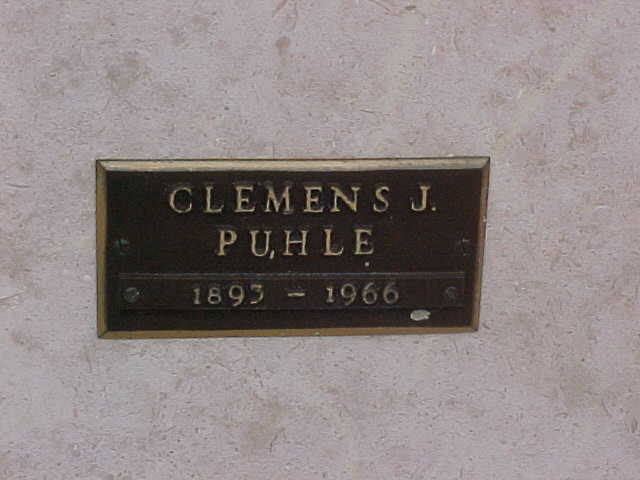 CLEMENS J.
PUHLE
1893 - 1966